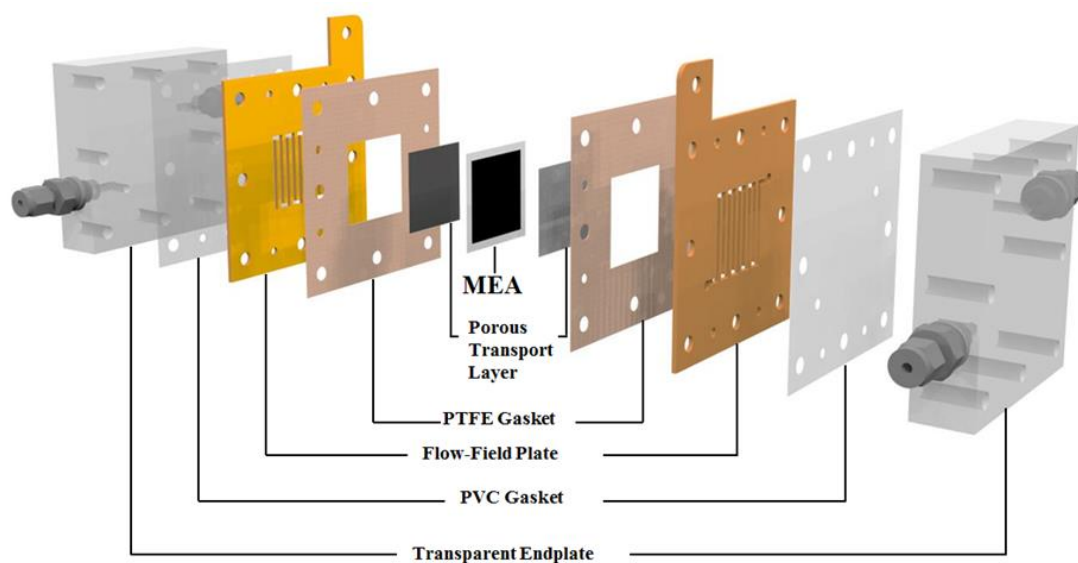 MEA
Porous
Transport
Layer
PTFE Gasket
Flow-Field Plate
PVC Gasket
Transparent Endplate